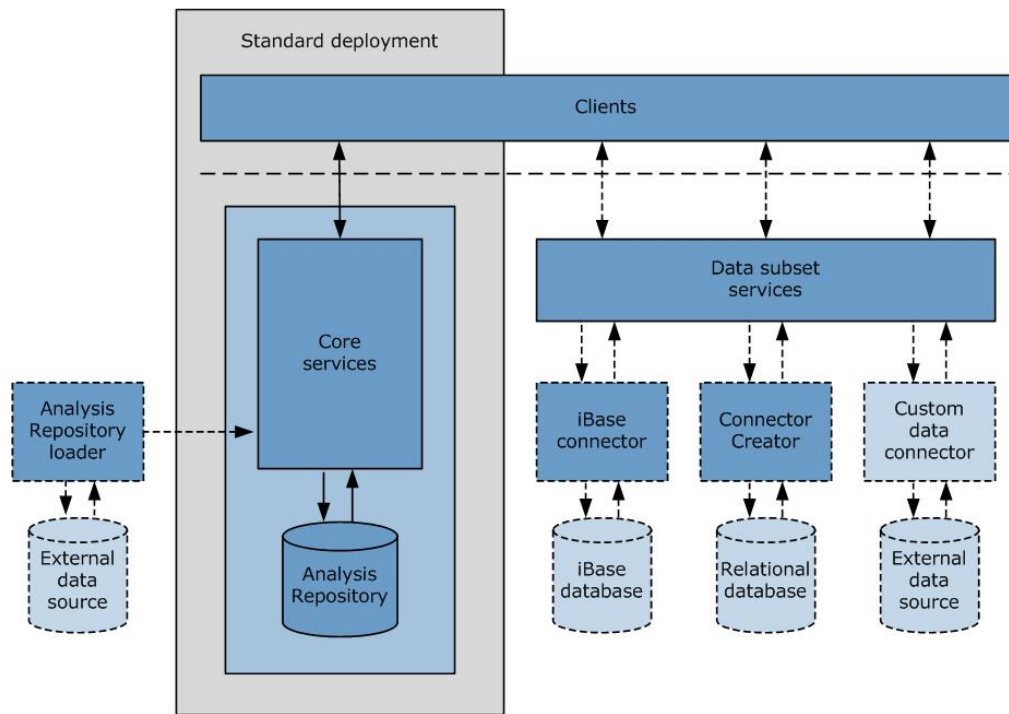 Standard deployment
Clients
Data subset
services
Core
services
Analysis
Repository
loader
iBase
connector
Connector
Creator
Custom
data
connector
External
data
source
Analysis
Repository
iBase
database
Relational
database
External
data
source